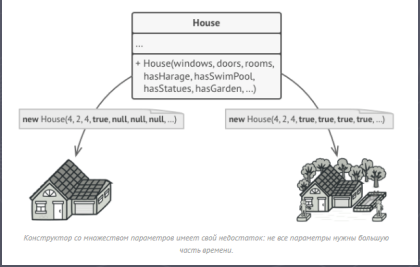 House
...
+ House(windows, doors, rooms,
hasHarage, hasSwimPool,
hasStatues, hasGarden, ...)
new House(4, 2, 4, true, null, null, null, ...)
new House(4, 2, 4, true, true, true, true, ...)
Конструктор со множеством параметров имеет свой недостаток: не все параметры нужны большую
часть времени.